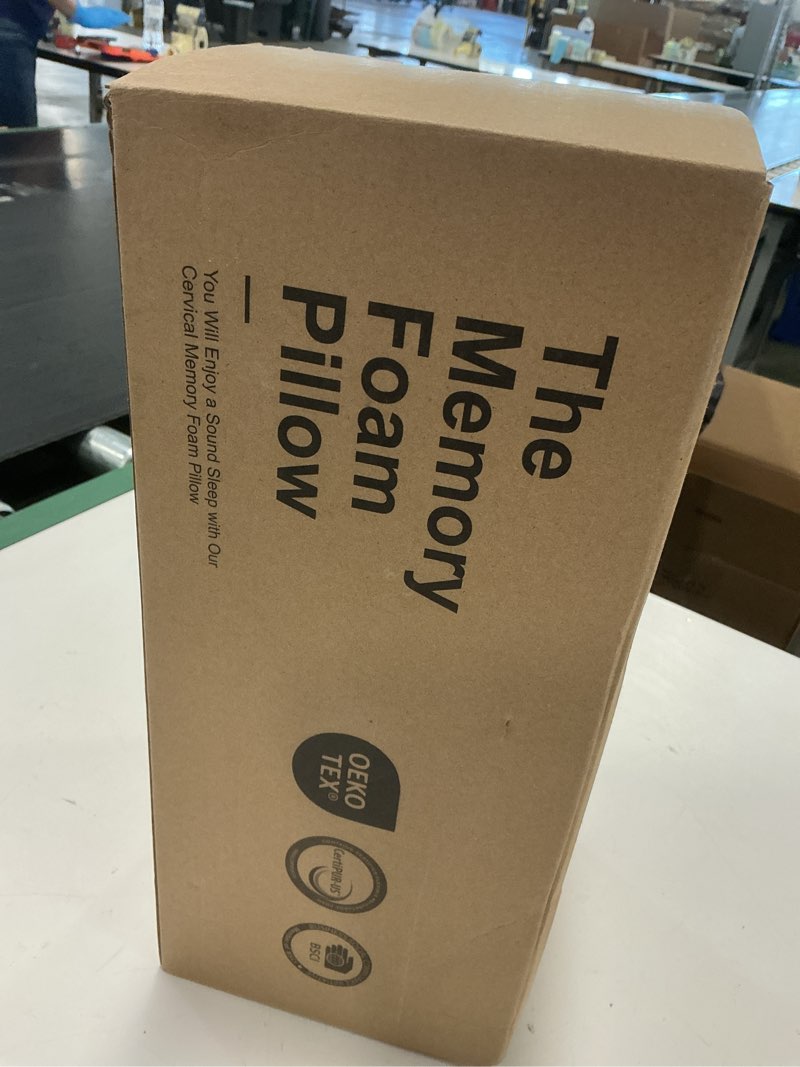 The
Memory
Foam
Pillow
You Will Enjoy a Sound Sleep with Our
Cervical Memory Foam Pillow
OEKO
TEX®
CertiPUR-US
BSCI